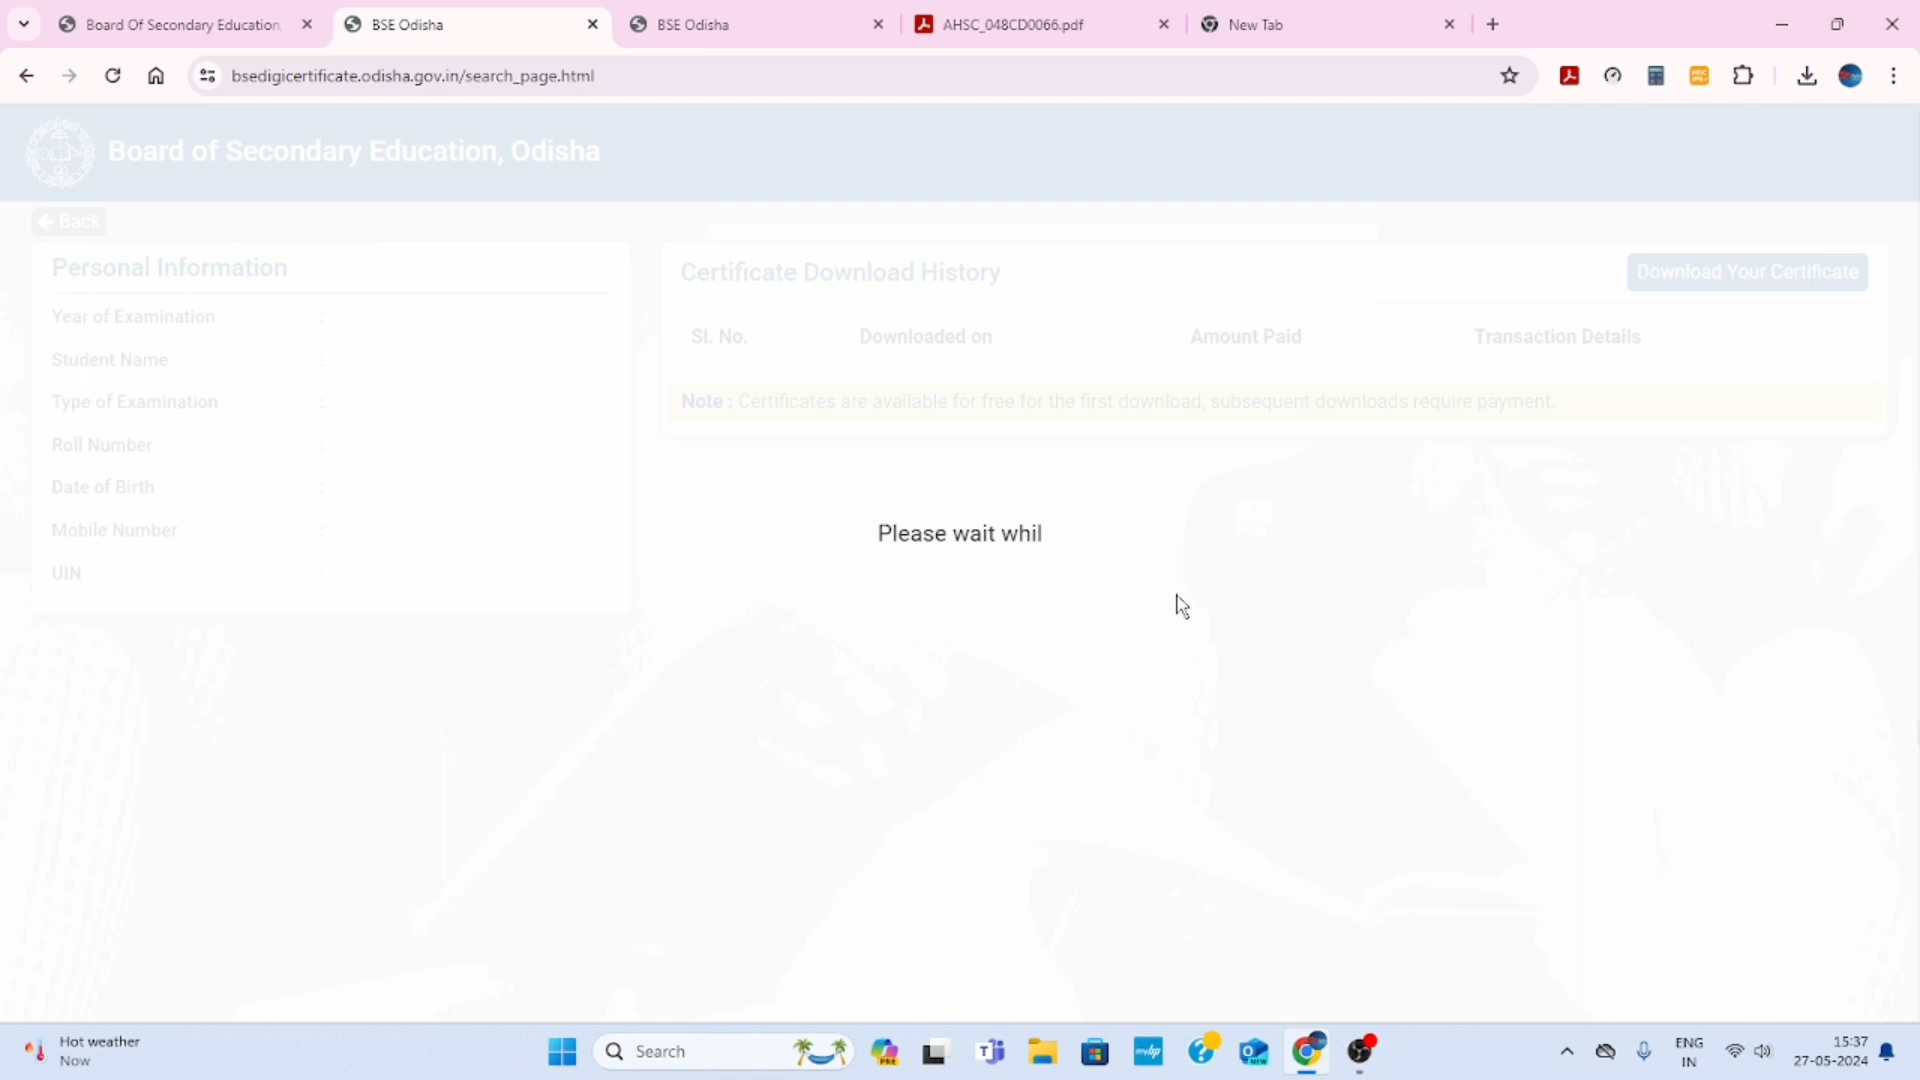 Board Of Secondary Education,
BSE Odisha
BSE Odisha
AHSC_048CD0066.pdf
New Tab
bsedigicertificate.odisha.gov.in/search_page.html
Board of Secondary Education, Odisha
Back
Personal Information
Year of Examination :
Student Name :
Type of Examination :
Roll Number :
Date of Birth :
Mobile Number :
UIN :
Certificate Download History
Download Your Certificate
Sl. No. Downloaded on Amount Paid Transaction Details
Note : Certificates are available for free for the first download, subsequent downloads require payment.
Please wait whil
Hot weather
Now
Search
PRE
myhp
NEW
ENG
IN
15:37
27-05-2024